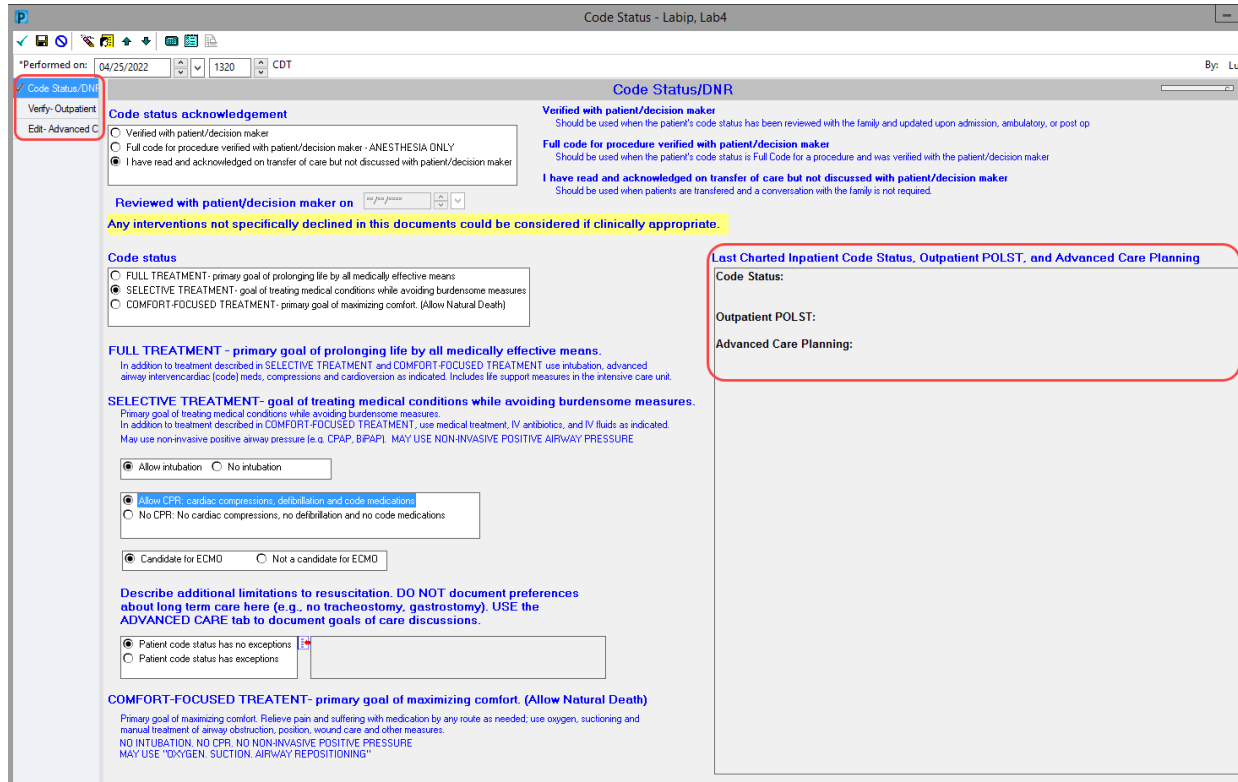 Code Status - Labip, Lab4
*Performed on: 04/25/2022 1320 CDT
By: Lu
Code Status/DNR
Verify- Outpatient
Edit- Advanced C
Code Status/DNR
Code status acknowledgement
Verified with patient/decision maker
Full code for procedure verified with patient/decision maker - ANESTHESIA ONLY
I have read and acknowledged on transfer of care but not discussed with patient/decision maker
Reviewed with patient/decision maker on **/**/****
Verified with patient/decision maker
Should be used when the patient's code status has been reviewed with the family and updated upon admission, ambulatory, or post op
Full code for procedure verified with patient/decision maker
Should be used when the patient's code status is Full Code for a procedure and was verified with the patient/decision maker
I have read and acknowledged on transfer of care but not discussed with patient/decision maker
Should be used when patients are transfered and a conversation with the family is not required.
Any interventions not specifically declined in this documents could be considered if clinically appropriate.
Code status
FULL TREATMENT- primary goal of prolonging life by all medically effective means
SELECTIVE TREATMENT- goal of treating medical conditions while avoiding burdensome measures
COMFORT-FOCUSED TREATMENT- primary goal of maximizing comfort. (Allow Natural Death)
Last Charted Inpatient Code Status, Outpatient POLST, and Advanced Care Planning
Code Status:
Outpatient POLST:
Advanced Care Planning:
FULL TREATMENT - primary goal of prolonging life by all medically effective means.
In addition to treatment described in SELECTIVE TREATMENT and COMFORT-FOCUSED TREATMENT use intubation, advanced
airway intervencardiac (code) meds, compressions and cardioversion as indicated. Includes life support measures in the intensive care unit.
SELECTIVE TREATMENT- goal of treating medical conditions while avoiding burdensome measures.
Primary goal of treating medical conditions while avoiding burdensome measures.
In addition to treatment described in COMFORT-FOCUSED TREATMENT, use medical treatment, IV antibiotics, and IV fluids as indicated.
May use non-invasive positive airway pressure (e.g. CPAP, BiPAP). MAY USE NON-INVASIVE POSITIVE AIRWAY PRESSURE
Allow intubation No intubation
Allow CPR: cardiac compressions, defibrillation and code medications
No CPR: No cardiac compressions, no defibrillation and no code medications
Candidate for ECMO Not a candidate for ECMO
Describe additional limitations to resuscitation. DO NOT document preferences
about long term care here (e.g., no tracheostomy, gastrostomy). USE the
ADVANCED CARE tab to document goals of care discussions.
Patient code status has no exceptions
Patient code status has exceptions
COMFORT-FOCUSED TREATENT- primary goal of maximizing comfort. (Allow Natural Death)
Primary goal of maximizing comfort. Relieve pain and suffering with medication by any route as needed; use oxygen, suctioning and
manual treatment of airway obstruction, position, wound care and other measures.
NO INTUBATION. NO CPR. NO NON-INVASIVE POSITIVE PRESSURE
MAY USE "OXYGEN. SUCTION. AIRWAY REPOSITIONING"